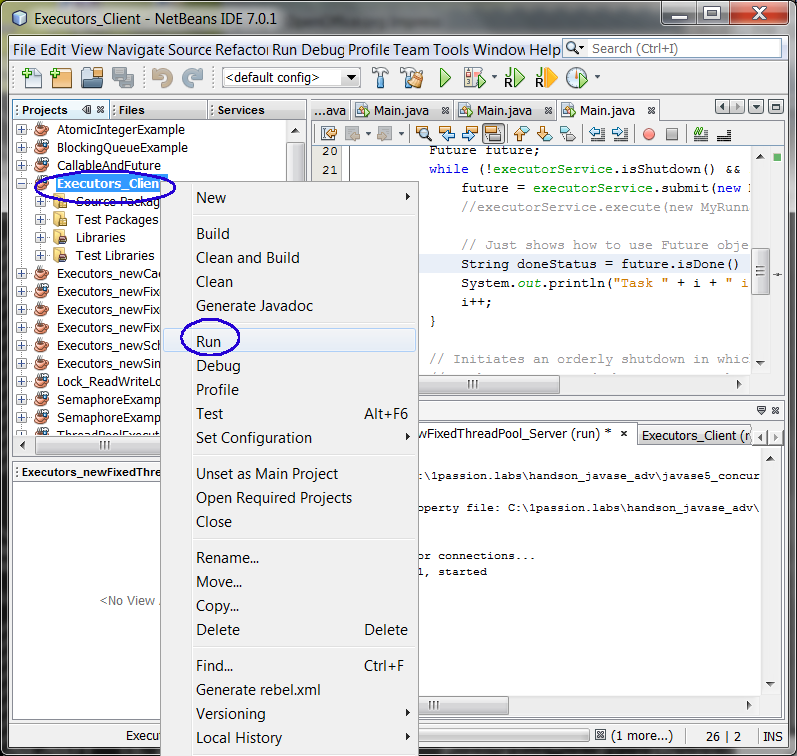 Executors_Client - NetBeans IDE 7.0.1
File Edit View Navigate Source Refactor Run Debug Profile Team Tools Window Help
Search (Ctrl+I)
<default config>
Projects Files Services
...ava Main.java Main.java Main.java
AtomicIntegerExample
BlockingQueueExample
CallableAndFuture
Executors_Clien
Source Packag
Test Packages
Libraries
Test Libraries
Executors_newCac
Executors_newFix
Executors_newFix
Executors_newFix
Executors_newSch
Executors_newSin
Lock_ReadWriteLo
SemaphoreExamp
SemaphoreExamp
ThreadPoolExecut
20 Future future;
21 while (!executorService.isShutdown() &&
future = executorService.submit(new
//executorService.execute(new MyRunn
// Just shows how to use Future obje
String doneStatus = future.isDone()
System.out.println("Task " + i + " i
i++;
}
// Initiates an orderly shutdown in whic
New
Build
Clean and Build
Clean
Generate Javadoc
Run
Debug
Profile
Test Alt+F6
Set Configuration
Unset as Main Project
Open Required Projects
Close
Rename...
Move...
Copy...
Delete Delete
Find... Ctrl+F
Generate rebel.xml
Versioning
Local History
Executors_newFixedThre
<No View
wFixedThreadPool_Server (run) * Executors_Client (r
:\1passion.labs\handson_javase_adv\javase5_concur
operty file: C:\1passion.labs\handson_javase_adv\
or connections...
1, started
Execu
(1 more...) 26 | 2 INS